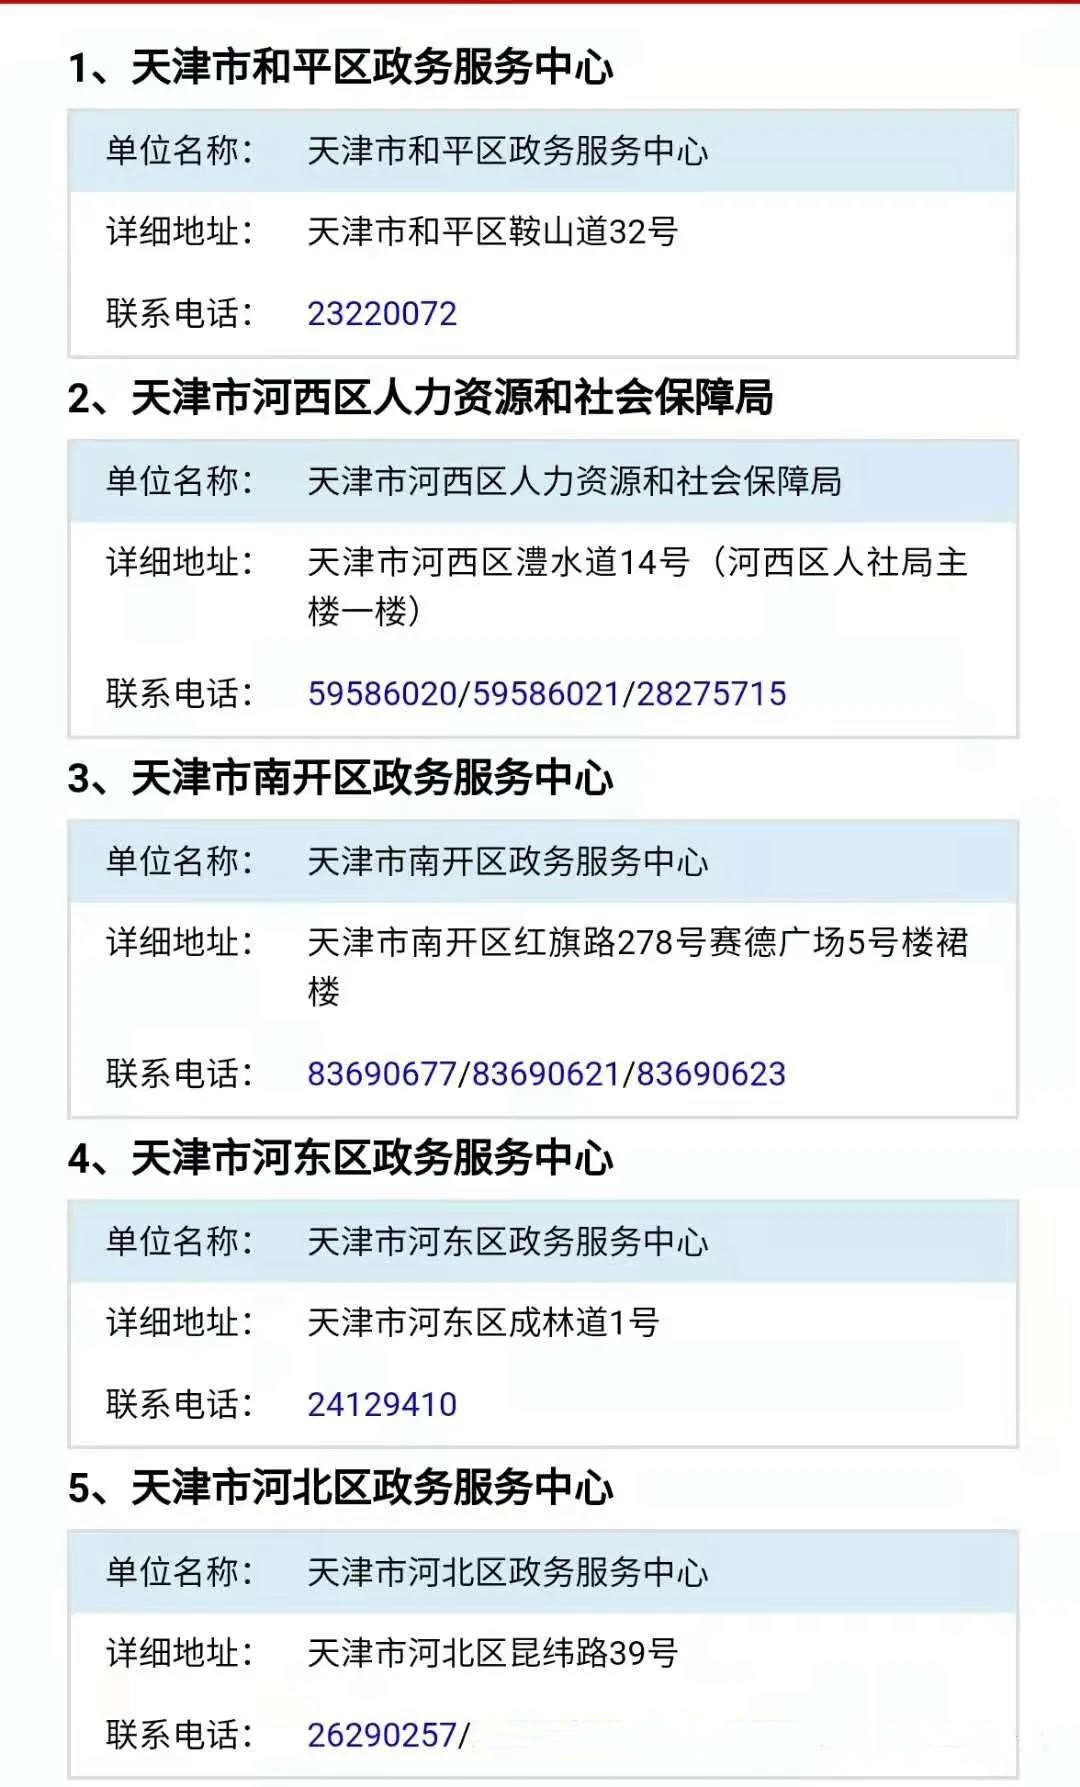 1、天津市和平区政务服务中心
单位名称： 天津市和平区政务服务中心
详细地址： 天津市和平区鞍山道32号
联系电话： 23220072
2、天津市河西区人力资源和社会保障局
单位名称： 天津市河西区人力资源和社会保障局
详细地址： 天津市河西区澧水道14号（河西区人社局主
楼一楼）
联系电话： 59586020/59586021/28275715
3、天津市南开区政务服务中心
单位名称： 天津市南开区政务服务中心
详细地址： 天津市南开区红旗路278号赛德广场5号楼裙
楼
联系电话： 83690677/83690621/83690623
4、天津市河东区政务服务中心
单位名称： 天津市河东区政务服务中心
详细地址： 天津市河东区成林道1号
联系电话： 24129410
5、天津市河北区政务服务中心
单位名称： 天津市河北区政务服务中心
详细地址： 天津市河北区昆纬路39号
联系电话： 26290257/